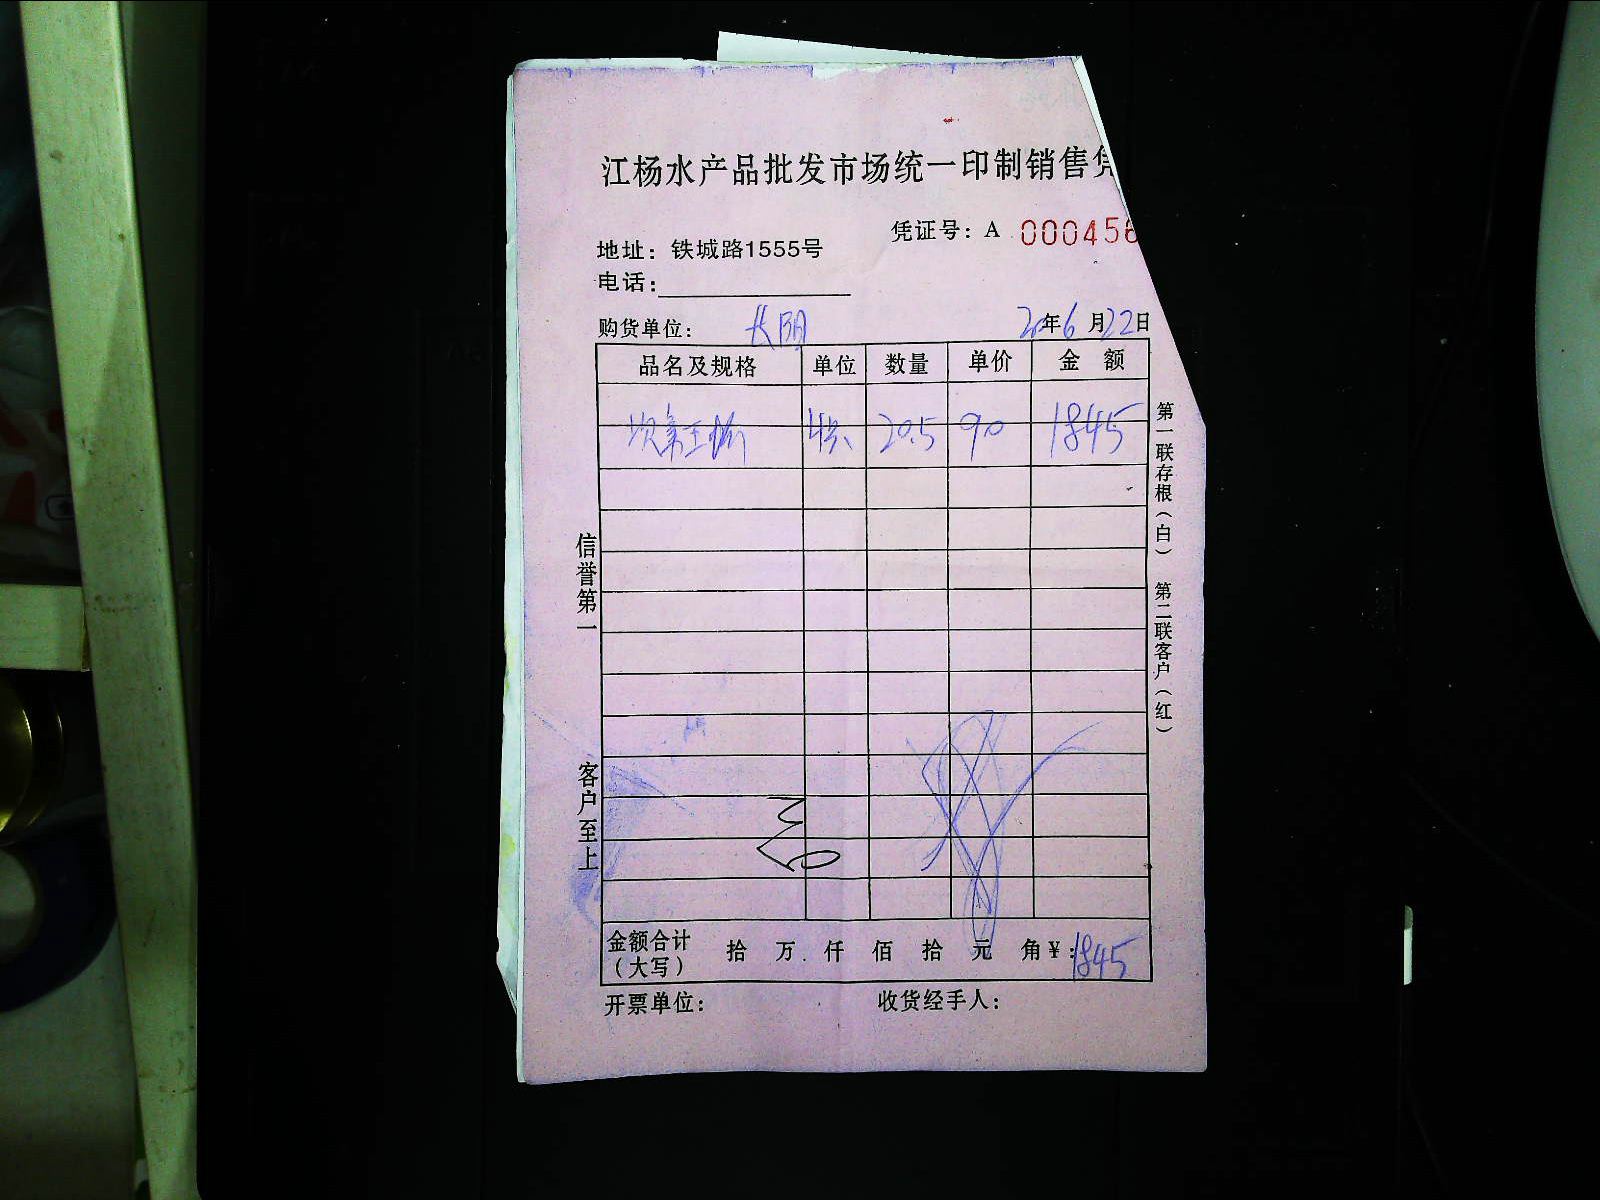 江杨水产品批发市场统一印制销售凭
凭证号：A 000456
地址：铁城路1555号
电话：
购货单位： 长阴 年6月22日
品名及规格 单位 数量 单价 金额
20.5 90 1845
信誉第一
客户至上
第一联存根（白） 第二联客户（红）
金额合计（大写） 拾 万 仟 佰 拾 元 角 ¥：1845
开票单位： 收货经手人：